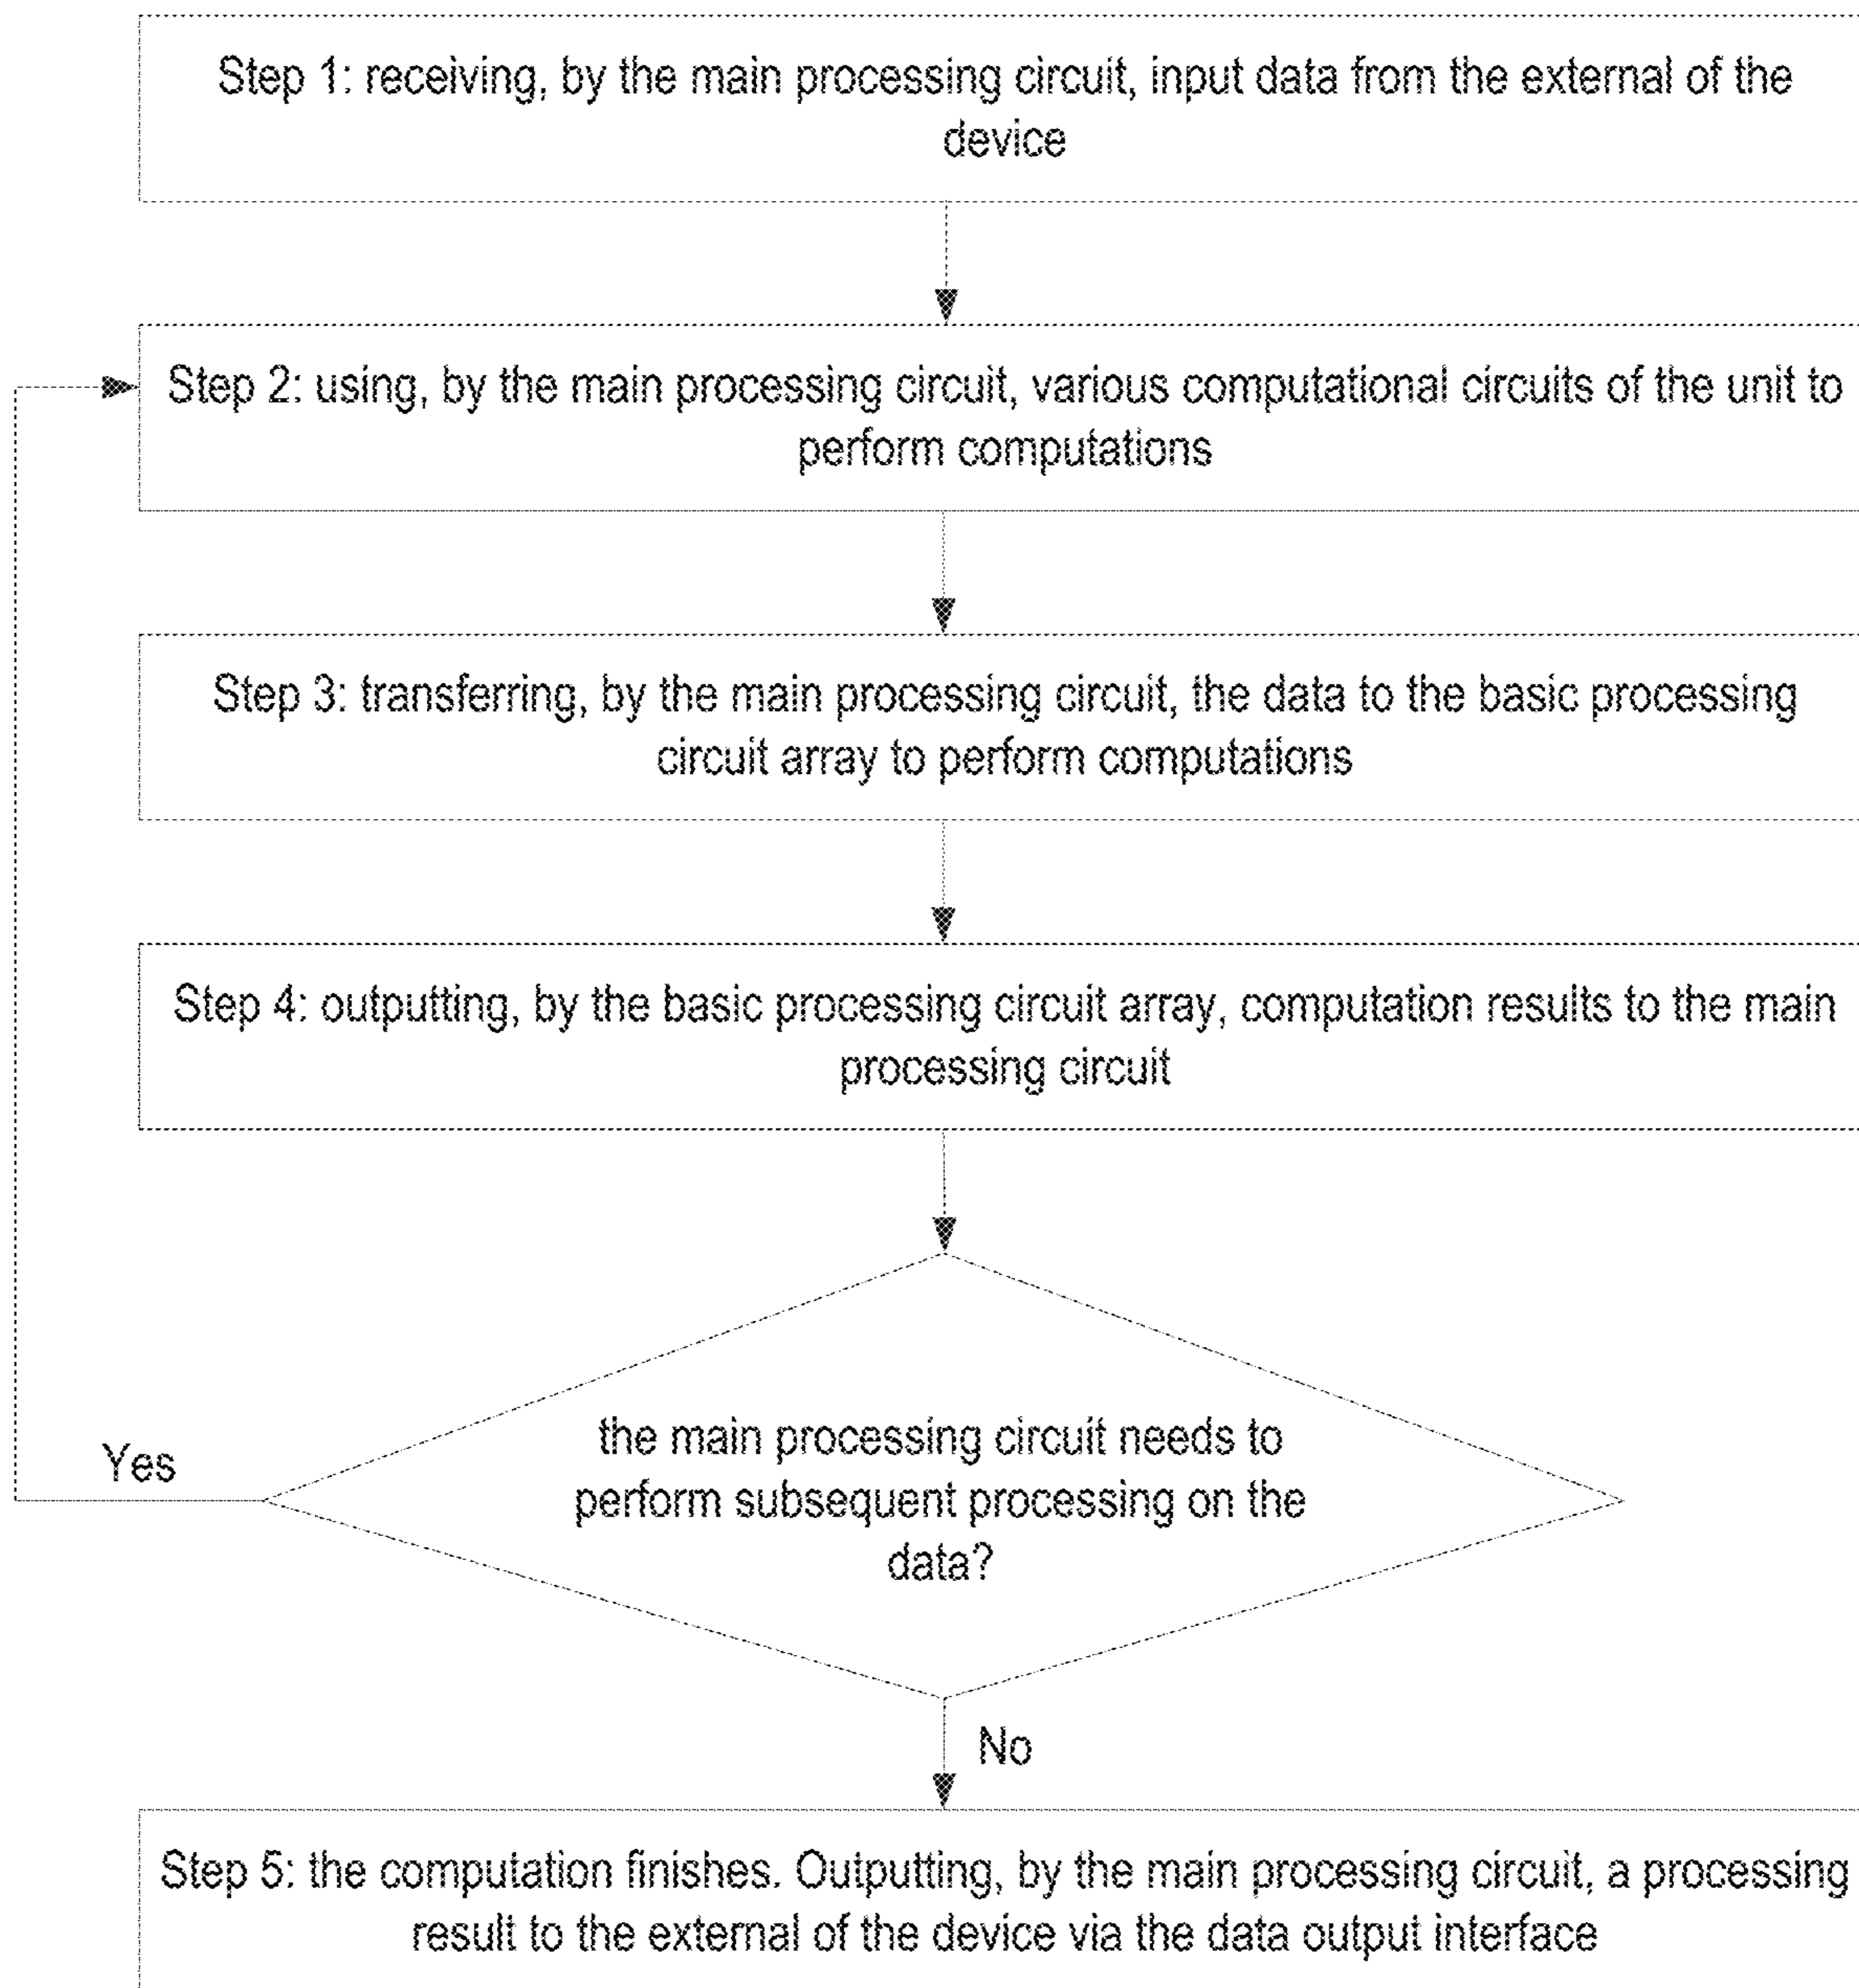 Step 1: receiving, by the main processing circuit, input data from the external of the
device
Step 2: using, by the main processing circuit, various computational circuits of the unit to
perform computations
Step 3: transferring, by the main processing circuit, the data to the basic processing
circuit array to perform computations
Step 4: outputting, by the basic processing circuit array, computation results to the main
processing circuit
the main processing circuit needs to
perform subsequent processing on the
data?
Yes
No
Step 5: the computation finishes. Outputting, by the main processing circuit, a processing
result to the external of the device via the data output interface